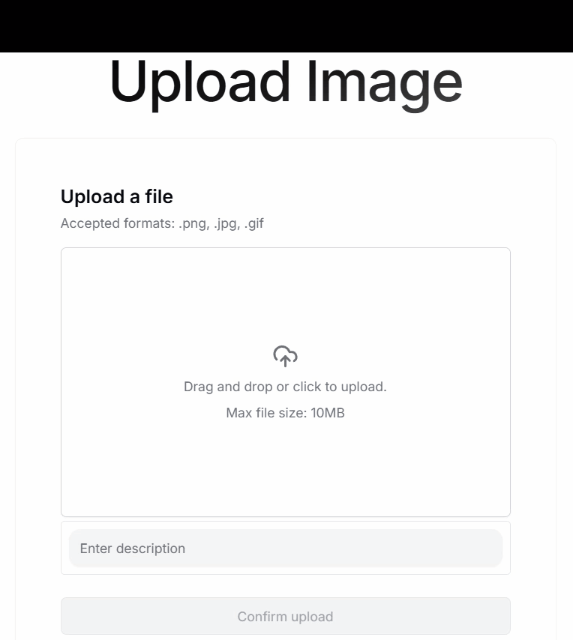 Upload Image
Upload a file
Accepted formats: .png, .jpg, .gif
Drag and drop or click to upload.
Max file size: 10MB
Enter description
Confirm upload